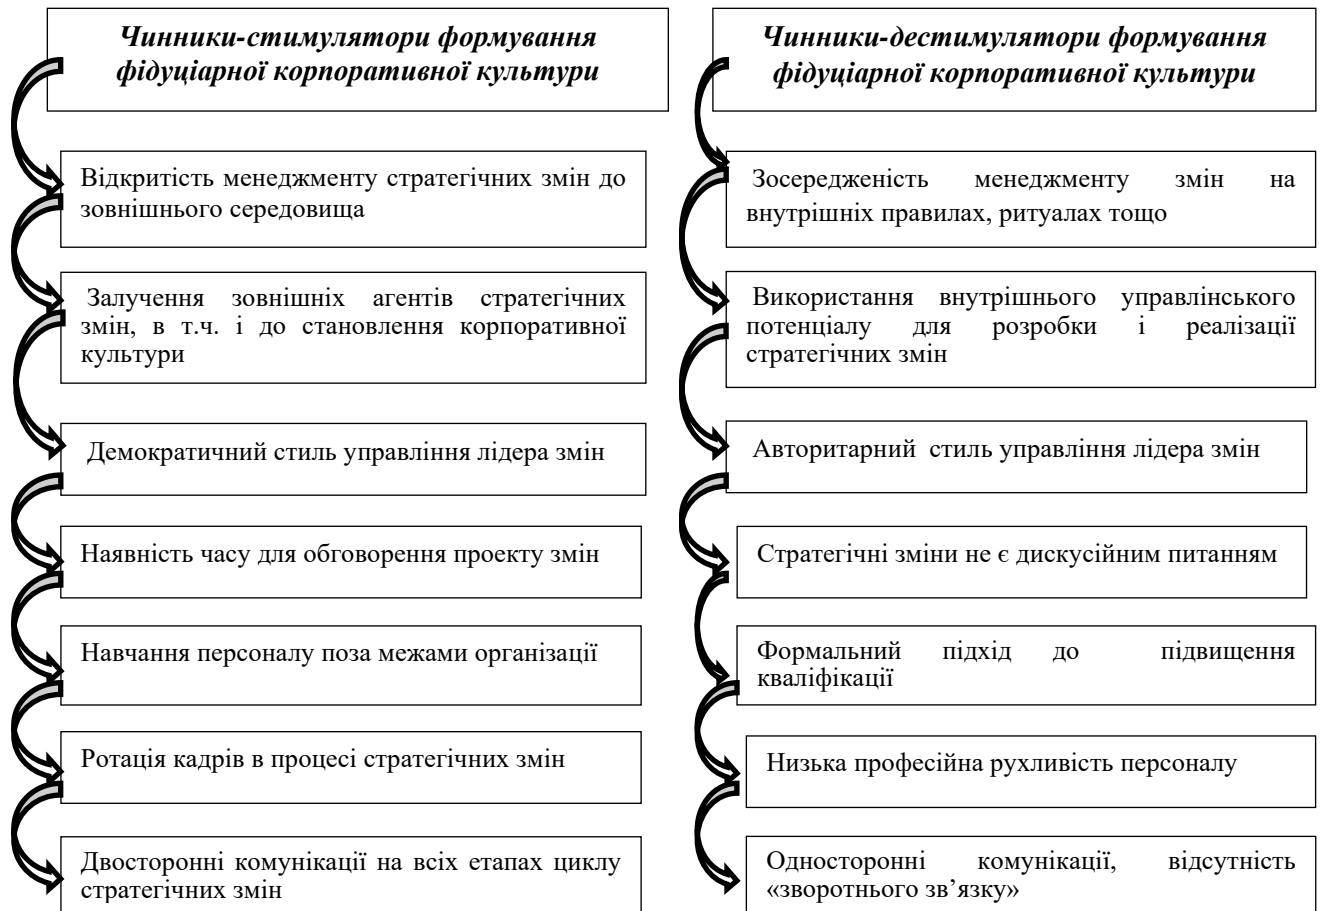 Чинники-стимулятори формування
фідуціарної корпоративної культури
Відкритість менеджменту стратегічних змін до
зовнішнього середовища
Залучення зовнішніх агентів стратегічних
змін, в т.ч. і до становлення корпоративної
культури
Демократичний стиль управління лідера змін
Наявність часу для обговорення проекту змін
Навчання персоналу поза межами організації
Ротація кадрів в процесі стратегічних змін
Двосторонні комунікації на всіх етапах циклу
стратегічних змін
Чинники-дестимулятори формування
фідуціарної корпоративної культури
Зосередженість менеджменту змін на
внутрішніх правилах, ритуалах тощо
Використання внутрішнього управлінського
потенціалу для розробки і реалізації
стратегічних змін
Авторитарний стиль управління лідера змін
Стратегічні зміни не є дискусійним питанням
Формальний підхід до підвищення
кваліфікації
Низька професійна рухливість персоналу
Односторонні комунікації, відсутність
«зворотнього зв’язку»